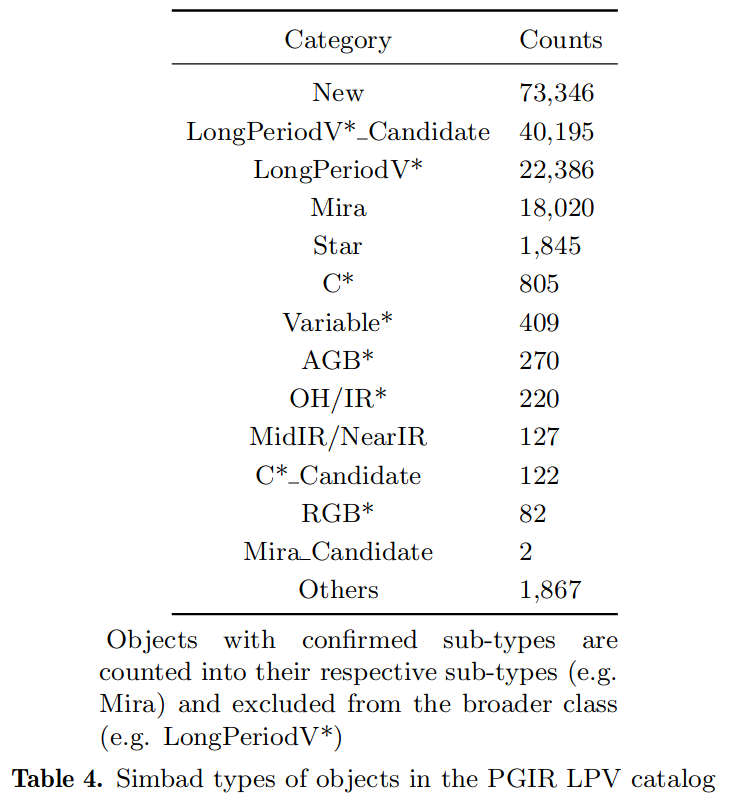 Category Counts
New 73,346
LongPeriodV*_Candidate 40,195
LongPeriodV* 22,386
Mira 18,020
Star 1,845
C* 805
Variable* 409
AGB* 270
OH/IR* 220
MidIR/NearIR 127
C*_Candidate 122
RGB* 82
Mira_Candidate 2
Others 1,867
Objects with confirmed sub-types are
counted into their respective sub-types (e.g.
Mira) and excluded from the broader class
(e.g. LongPeriodV*)
Table 4. Simbad types of objects in the PGIR LPV catalog